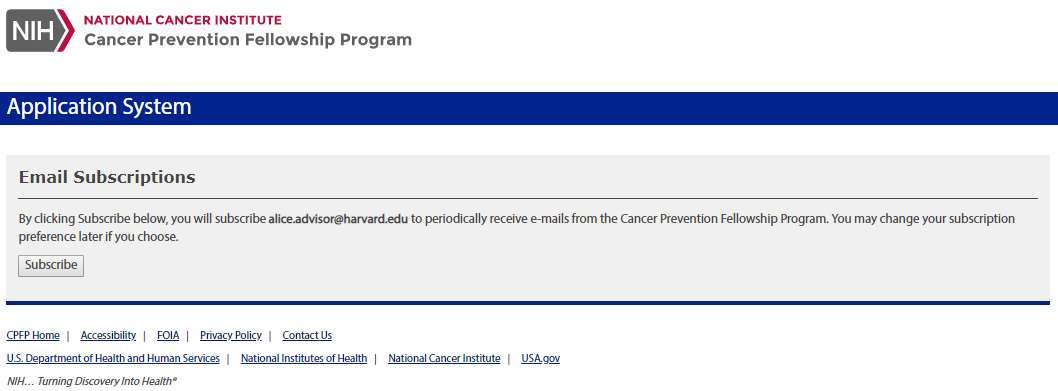 NIH NATIONAL CANCER INSTITUTE
Cancer Prevention Fellowship Program
Application System
Email Subscriptions
By clicking Subscribe below, you will subscribe alice.advisor@harvard.edu to periodically receive e-mails from the Cancer Prevention Fellowship Program. You may change your subscription
preference later if you choose.
Subscribe
CPFP Home | Accessibility | FOIA | Privacy Policy | Contact Us
U.S. Department of Health and Human Services | National Institutes of Health | National Cancer Institute | USA.gov
NIH… Turning Discovery Into Health®